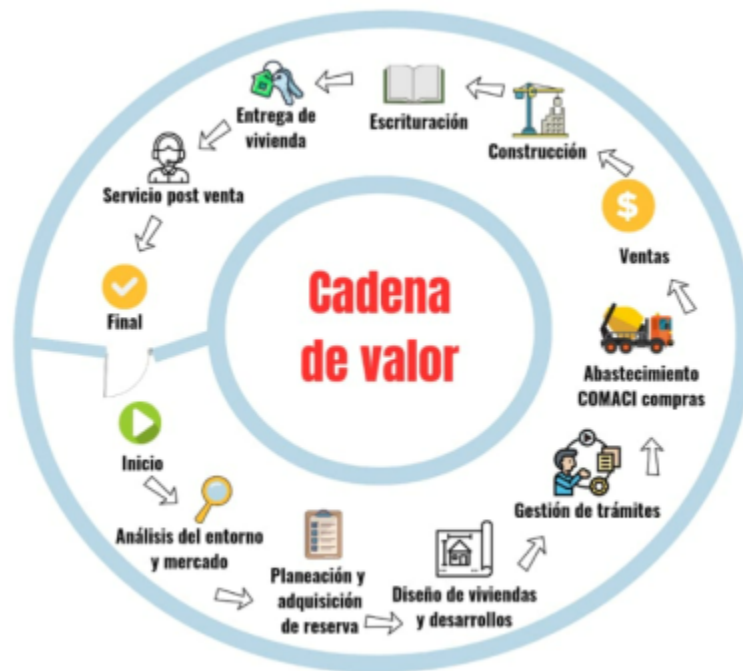 Cadena
de valor
Inicio
Análisis del entorno
y mercado
Planeación y
adquisición
de reserva
Diseño de viviendas
y desarrollos
Gestión de trámites
Abastecimiento
COMACI compras
Ventas
Construcción
Escrituración
Entrega de
vivienda
Servicio post venta
Final